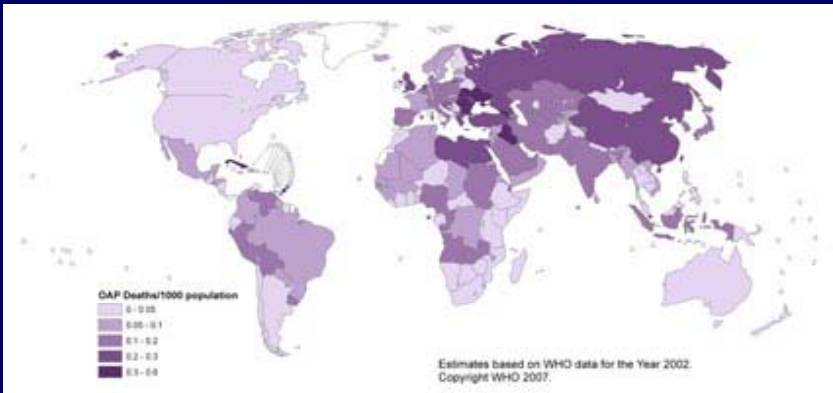 OAP Deaths/1000 population
0 - 0.05
0.05 - 0.1
0.1 - 0.2
0.2 - 0.3
0.3 - 0.6
Estimates based on WHO data for the Year 2002.
Copyright WHO 2007.